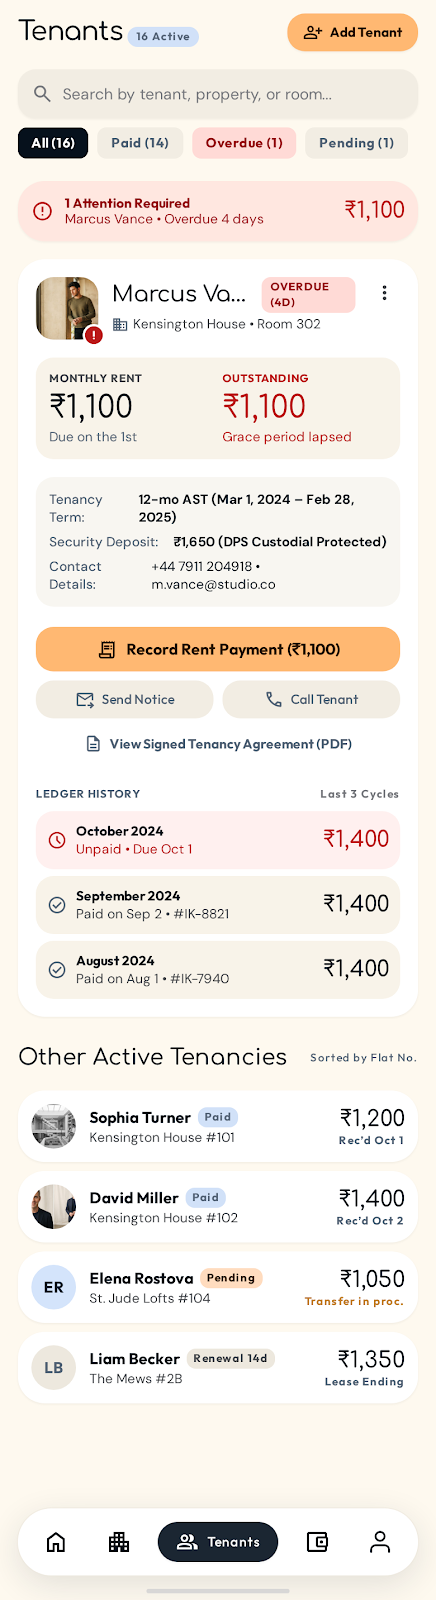 Tenants 16 Active
Add Tenant
Search by tenant, property, or room...
All (16) Paid (14) Overdue (1) Pending (1)
1 Attention Required
Marcus Vance • Overdue 4 days
₹1,100
Marcus Va... OVERDUE
(4D)
Kensington House • Room 302
MONTHLY RENT OUTSTANDING
₹1,100 ₹1,100
Due on the 1st Grace period lapsed
Tenancy
Term:
12-mo AST (Mar 1, 2024 – Feb 28,
2025)
Security Deposit: ₹1,650 (DPS Custodial Protected)
Contact
Details:
+44 7911 204918 •
m.vance@studio.co
Record Rent Payment (₹1,100)
Send Notice Call Tenant
View Signed Tenancy Agreement (PDF)
LEDGER HISTORY Last 3 Cycles
October 2024
Unpaid • Due Oct 1
₹1,400
September 2024
Paid on Sep 2 • #IK-8821
₹1,400
August 2024
Paid on Aug 1 • #IK-7940
₹1,400
Other Active Tenancies Sorted by Flat No.
Sophia Turner Paid
Kensington House #101
₹1,200
Rec'd Oct 1
David Miller Paid
Kensington House #102
₹1,400
Rec'd Oct 2
ER
Elena Rostova Pending
St. Jude Lofts #104
₹1,050
Transfer in proc.
LB
Liam Becker Renewal 14d
The Mews #2B
₹1,350
Lease Ending
Tenants